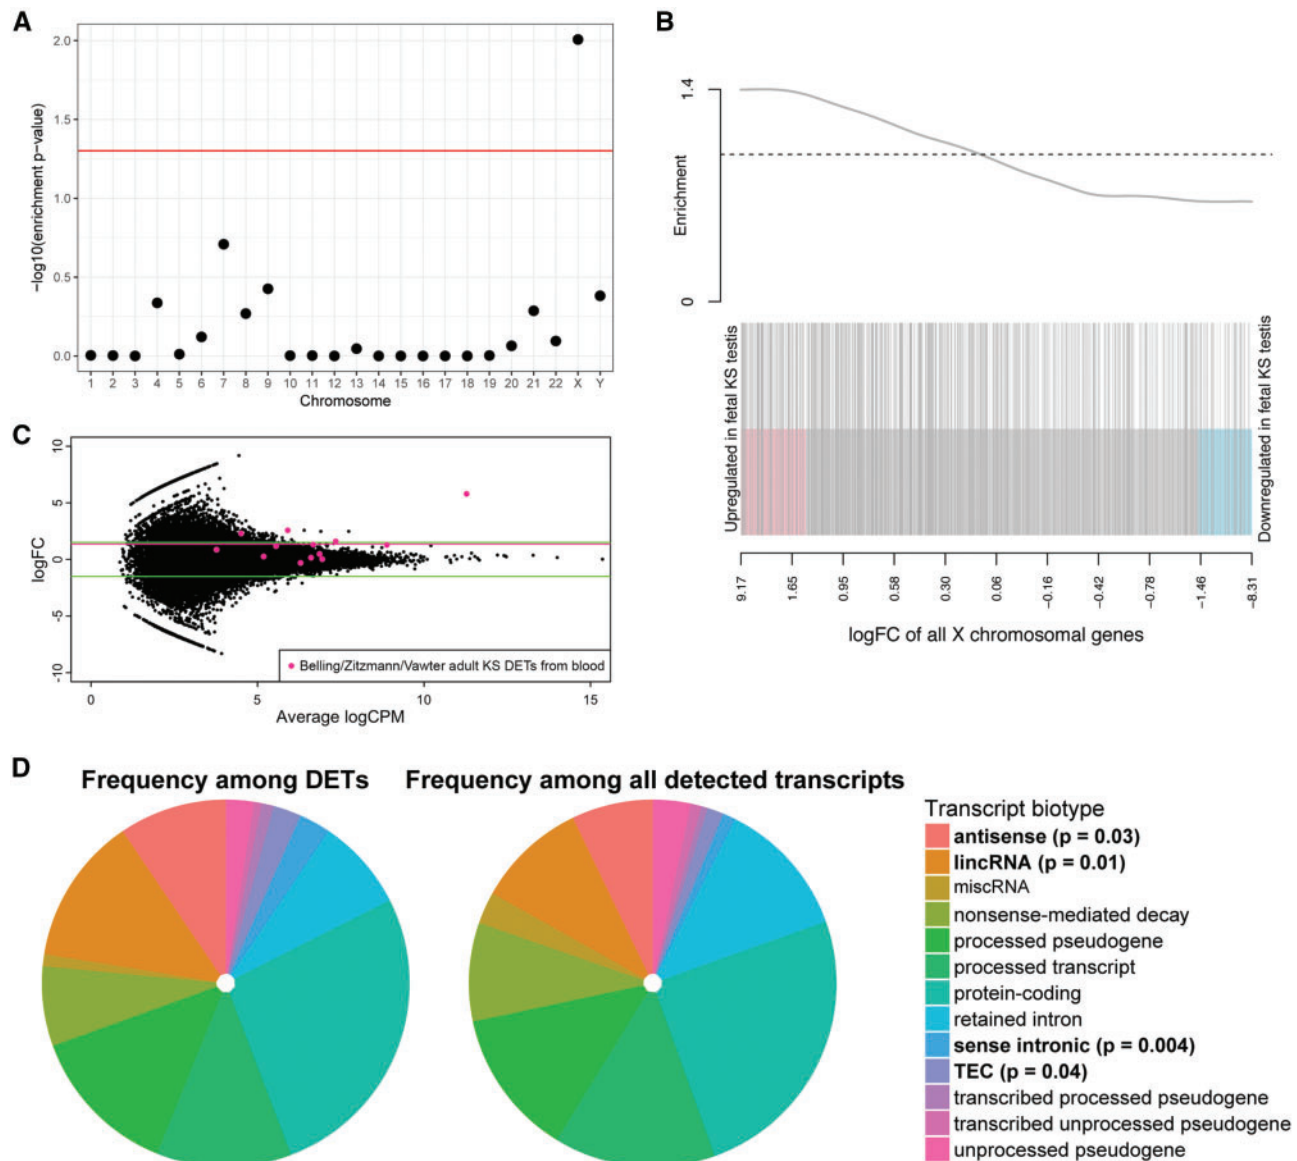 A
−log10(enrichment p-value)
2.0
1.5
1.0
0.5
0.0
1 2 3 4 5 6 7 8 9 10 11 12 13 14 15 16 17 18 19 20 21 22 X Y
Chromosome
B
Enrichment
1.4
0
Upregulated in fetal KS testis
Downregulated in fetal KS testis
9.17 1.65 0.95 0.58 0.30 0.06 −0.16 −0.42 −0.78 −1.46 −8.31
logFC of all X chromosomal genes
C
logFC
10
5
0
-5
-10
Belling/Zitzmann/Vawter adult KS DETs from blood
0 5 10 15
Average logCPM
D
Frequency among DETs
Frequency among all detected transcripts
Transcript biotype
antisense (p = 0.03)
lincRNA (p = 0.01)
miscRNA
nonsense-mediated decay
processed pseudogene
processed transcript
protein-coding
retained intron
sense intronic (p = 0.004)
TEC (p = 0.04)
transcribed processed pseudogene
transcribed unprocessed pseudogene
unprocessed pseudogene